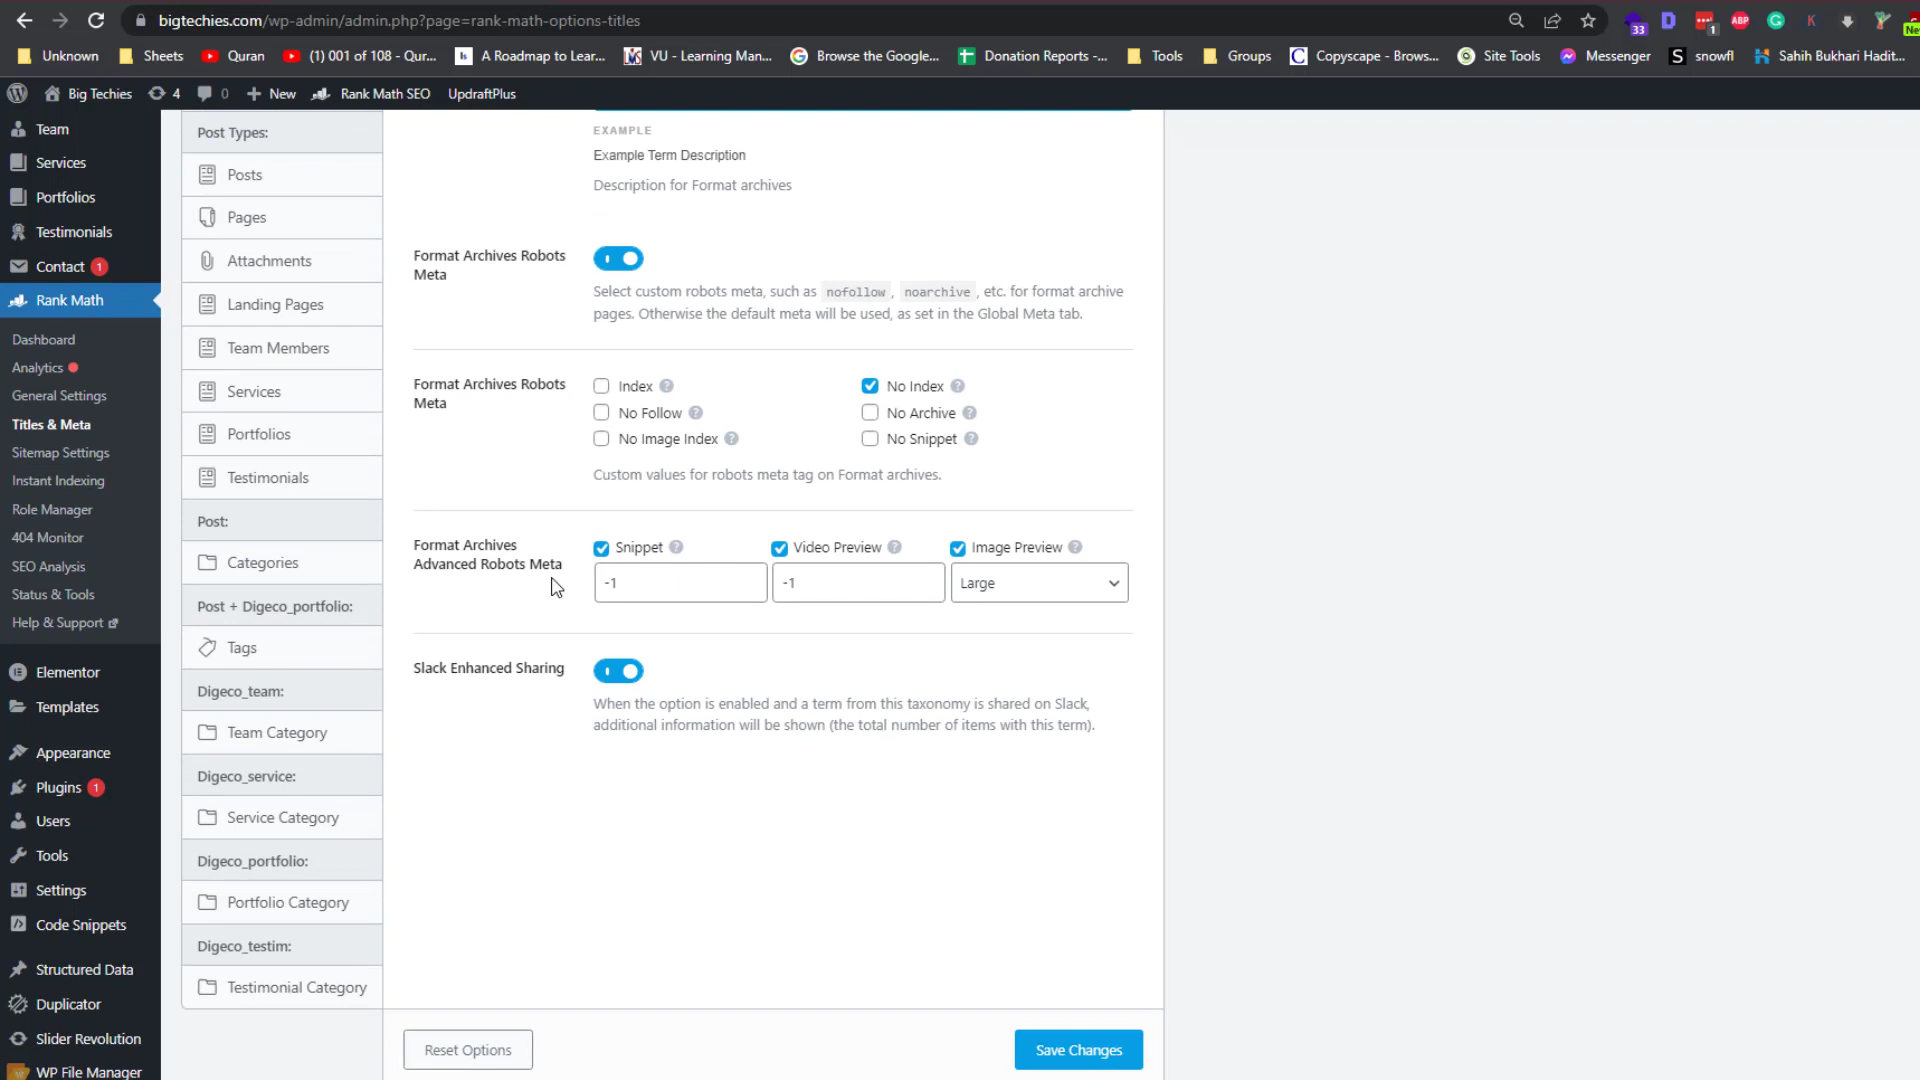 bigtechies.com/wp-admin/admin.php?page=rank-math-options-titles
33
1
ABP
Ne
Unknown
Sheets
Quran
(1) 001 of 108 - Qur...
A Roadmap to Lear...
VU - Learning Man...
Browse the Google...
Donation Reports -...
Tools
Groups
Copyscape - Brows...
Site Tools
Messenger
snowfl
Sahih Bukhari Hadit...
Big Techies
4
0
New
Rank Math SEO
UpdraftPlus
Team
Services
Portfolios
Testimonials
Contact 1
Rank Math
Dashboard
Analytics
General Settings
Titles & Meta
Sitemap Settings
Instant Indexing
Role Manager
404 Monitor
SEO Analysis
Status & Tools
Help & Support
Elementor
Templates
Appearance
Plugins 1
Users
Tools
Settings
Code Snippets
Structured Data
Duplicator
Slider Revolution
WP File Manager
Post Types:
Posts
Pages
Attachments
Landing Pages
Team Members
Services
Portfolios
Testimonials
Post:
Categories
Post + Digeco_portfolio:
Tags
Digeco_team:
Team Category
Digeco_service:
Service Category
Digeco_portfolio:
Portfolio Category
Digeco_testim:
Testimonial Category
EXAMPLE
Example Term Description
Description for Format archives
Format Archives Robots
Meta
Select custom robots meta, such as nofollow, noarchive, etc. for format archive
pages. Otherwise the default meta will be used, as set in the Global Meta tab.
Format Archives Robots
Meta
Index
No Index
No Follow
No Archive
No Image Index
No Snippet
Custom values for robots meta tag on Format archives.
Format Archives
Advanced Robots Meta
Snippet
Video Preview
Image Preview
-1
-1
Large
Slack Enhanced Sharing
When the option is enabled and a term from this taxonomy is shared on Slack,
additional information will be shown (the total number of items with this term).
Reset Options
Save Changes